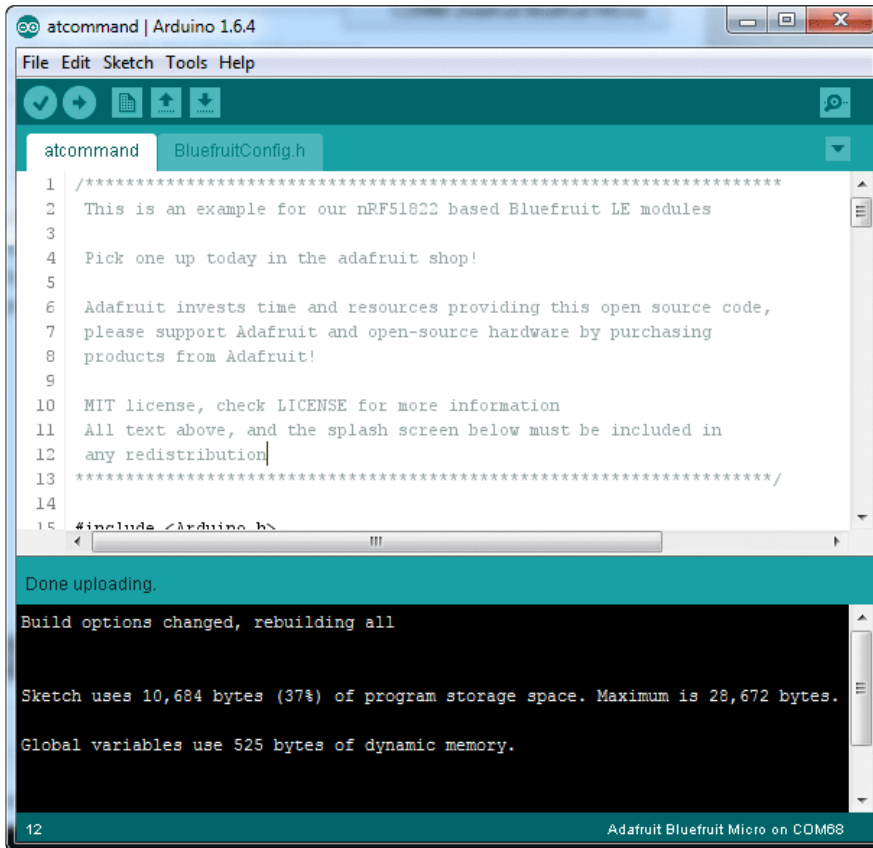 atcommand | Arduino 1.6.4
File Edit Sketch Tools Help
atcommand BluefruitConfig.h
1 /*********************************************************************
2 This is an example for our nRF51822 based Bluefruit LE modules
3
4 Pick one up today in the adafruit shop!
5
6 Adafruit invests time and resources providing this open source code,
7 please support Adafruit and open-source hardware by purchasing
8 products from Adafruit!
9
10 MIT license, check LICENSE for more information
11 All text above, and the splash screen below must be included in
12 any redistribution
13 *********************************************************************/
14
15 #include <Arduino.h>
Done uploading.
Build options changed, rebuilding all
Sketch uses 10,684 bytes (37%) of program storage space. Maximum is 28,672 bytes.
Global variables use 525 bytes of dynamic memory.
12 Adafruit Bluefruit Micro on COM68